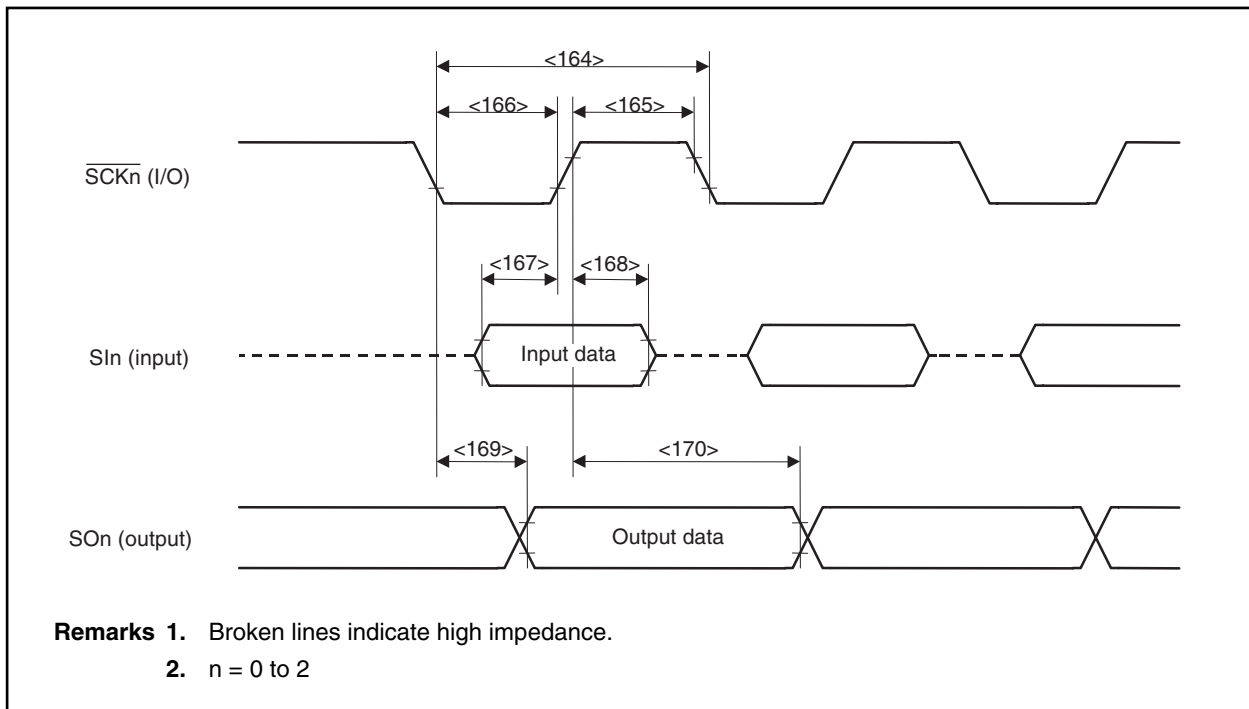 <164>
<166> <165>
S̅C̅K̅n̅ (I/O)
<167> <168>
SIn (input) Input data
<169> <170>
SOn (output) Output data
Remarks 1. Broken lines indicate high impedance.
2. n = 0 to 2